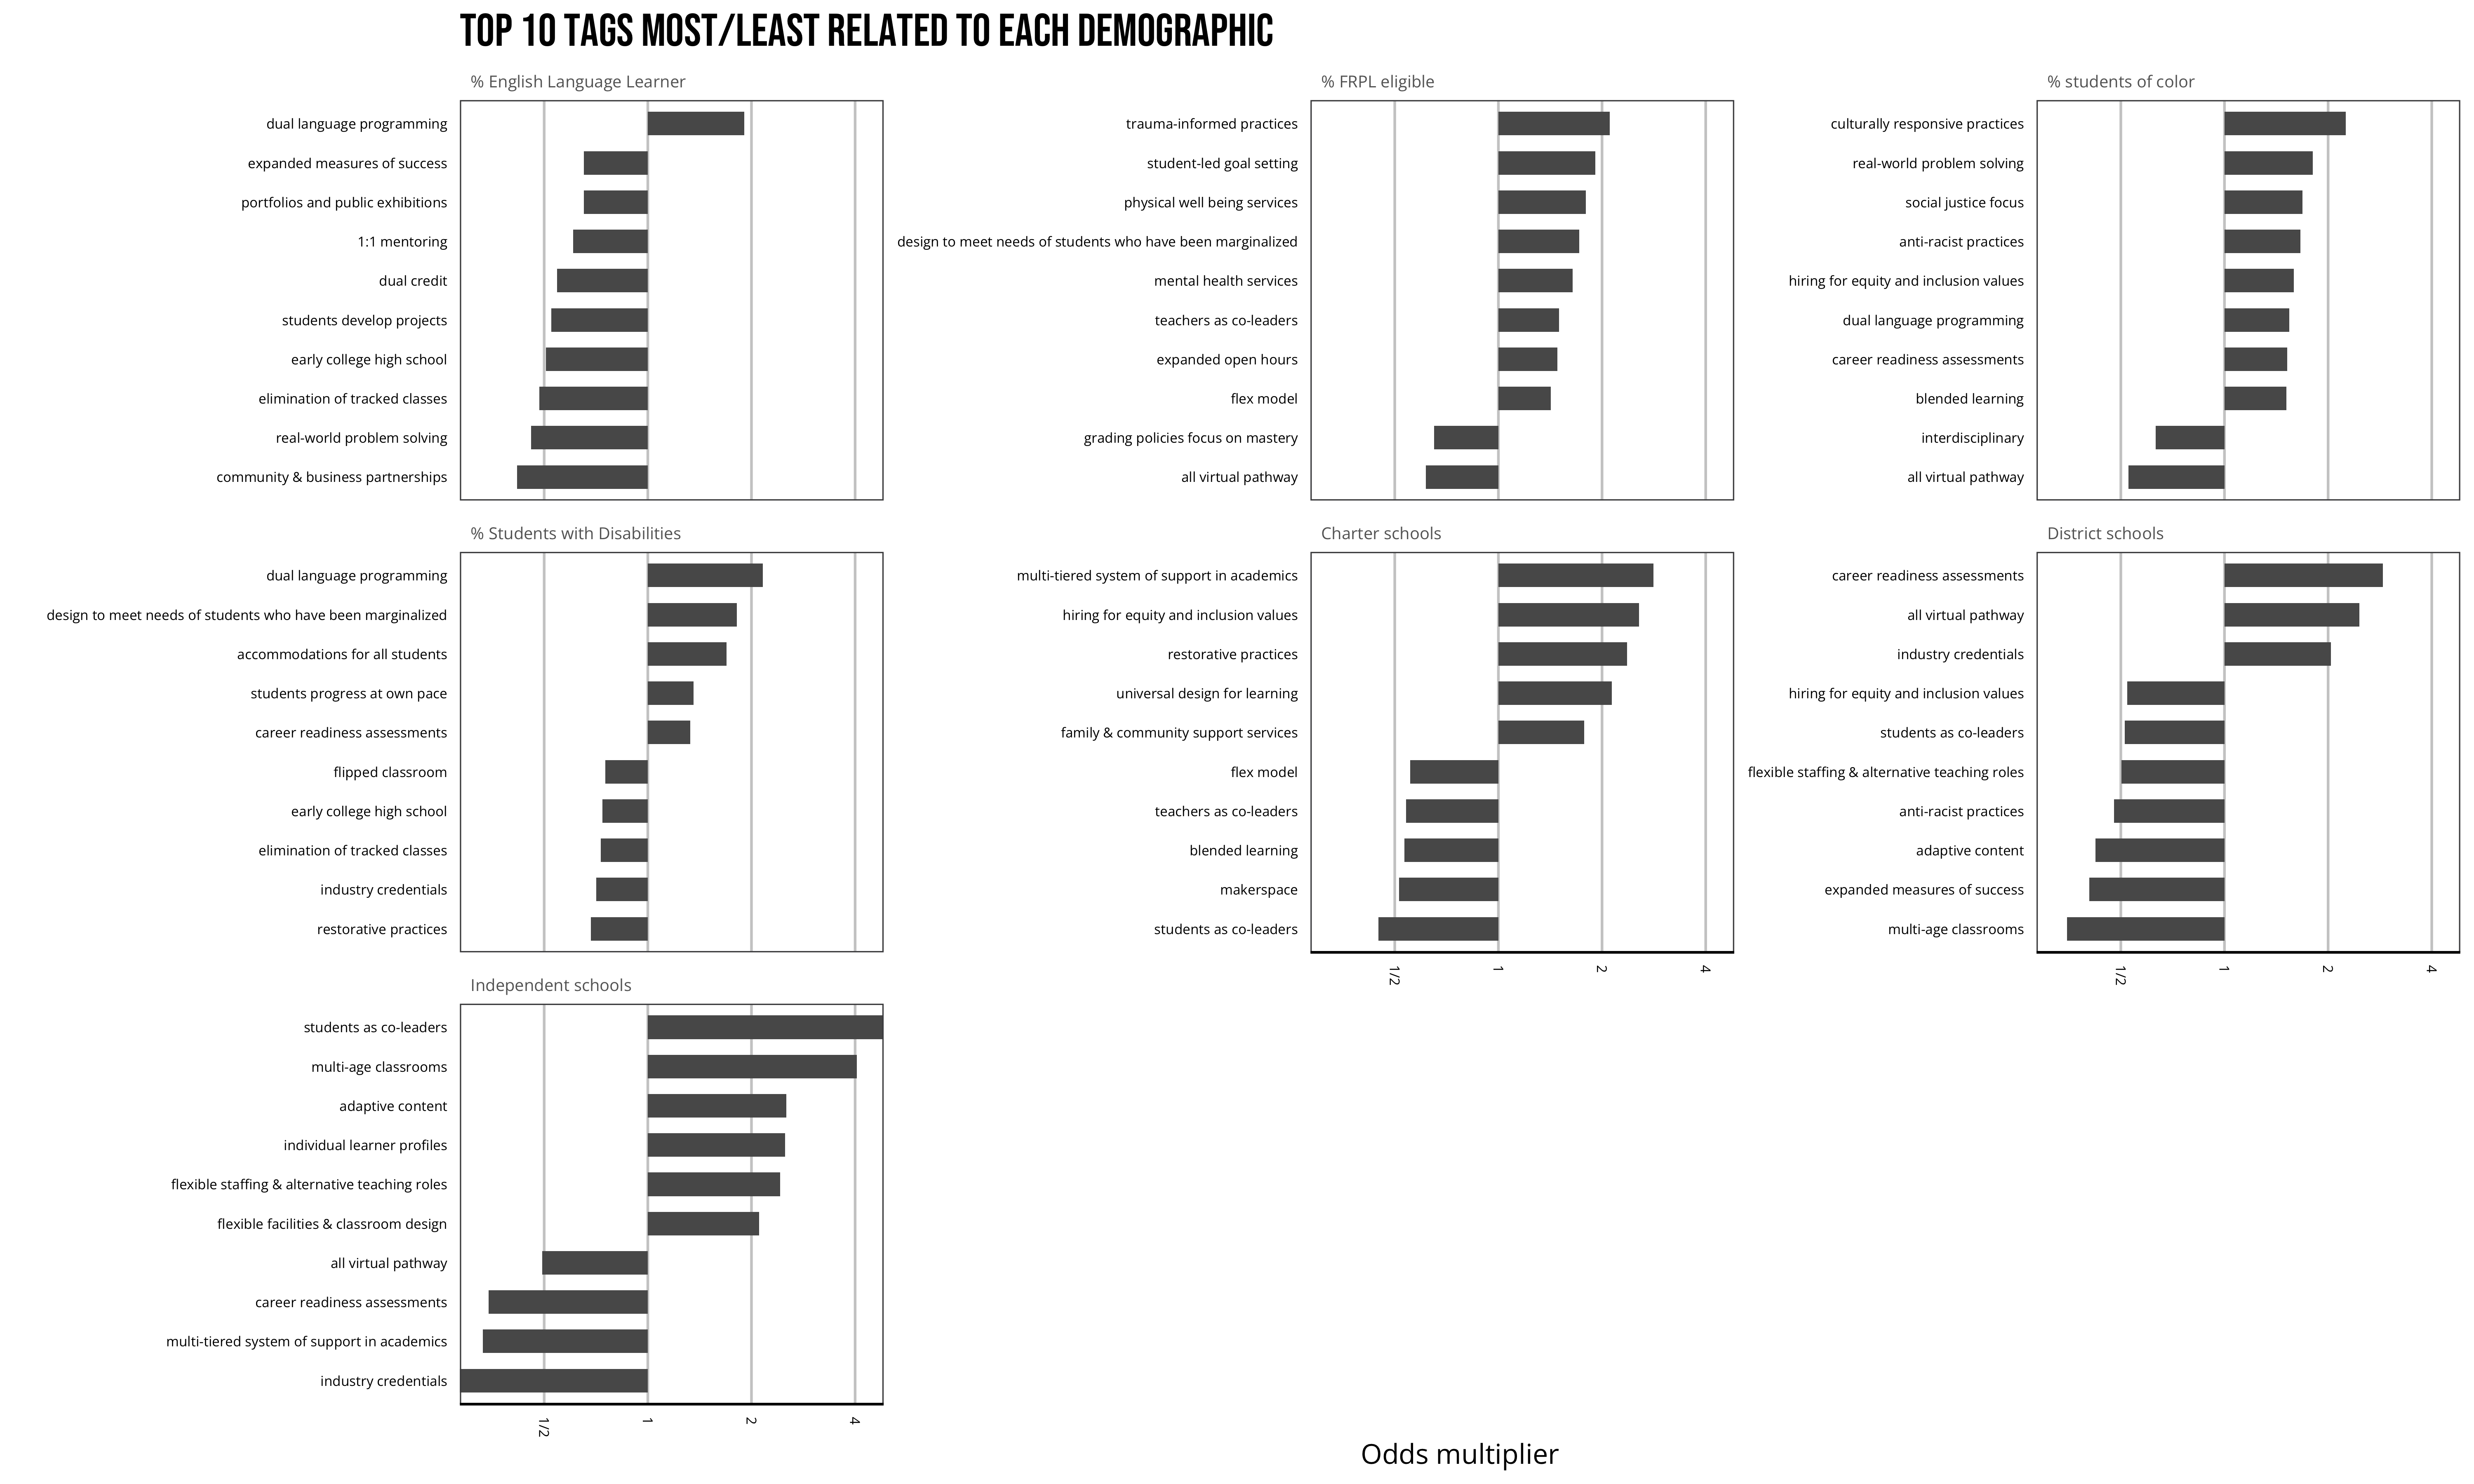 TOP 10 TAGS MOST/LEAST RELATED TO EACH DEMOGRAPHIC
% English Language Learner
dual language programming
expanded measures of success
portfolios and public exhibitions
1:1 mentoring
dual credit
students develop projects
early college high school
elimination of tracked classes
real-world problem solving
community & business partnerships
% FRPL eligible
trauma-informed practices
student-led goal setting
physical well being services
design to meet needs of students who have been marginalized
mental health services
teachers as co-leaders
expanded open hours
flex model
grading policies focus on mastery
all virtual pathway
% students of color
culturally responsive practices
real-world problem solving
social justice focus
anti-racist practices
hiring for equity and inclusion values
dual language programming
career readiness assessments
blended learning
interdisciplinary
all virtual pathway
% Students with Disabilities
dual language programming
design to meet needs of students who have been marginalized
accommodations for all students
students progress at own pace
career readiness assessments
flipped classroom
early college high school
elimination of tracked classes
industry credentials
restorative practices
Charter schools
multi-tiered system of support in academics
hiring for equity and inclusion values
restorative practices
universal design for learning
family & community support services
flex model
teachers as co-leaders
blended learning
makerspace
students as co-leaders
1/2
1
2
4
District schools
career readiness assessments
all virtual pathway
industry credentials
hiring for equity and inclusion values
students as co-leaders
flexible staffing & alternative teaching roles
anti-racist practices
adaptive content
expanded measures of success
multi-age classrooms
1/2
1
2
4
Independent schools
students as co-leaders
multi-age classrooms
adaptive content
individual learner profiles
flexible staffing & alternative teaching roles
flexible facilities & classroom design
all virtual pathway
career readiness assessments
multi-tiered system of support in academics
industry credentials
1/2
1
2
4
Odds multiplier